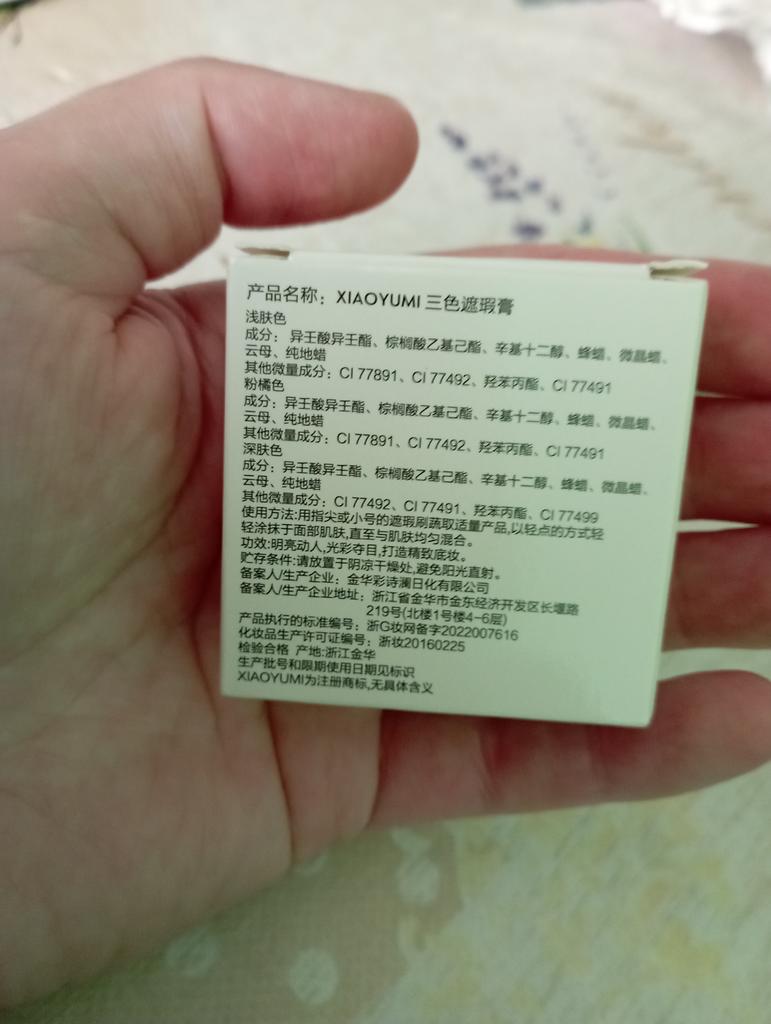 产品名称：XIAOYUMI 三色遮瑕膏
浅肤色
成分：异壬酸异壬酯、棕榈酸乙基己酯、辛基十二醇、蜂蜡、微晶蜡、
云母、纯地蜡
其他微量成分：CI 77891、CI 77492、羟苯丙酯、CI 77491
粉橘色
成分：异壬酸异壬酯、棕榈酸乙基己酯、辛基十二醇、蜂蜡、微晶蜡、
云母、纯地蜡
其他微量成分：CI 77891、CI 77492、羟苯丙酯、CI 77491
深肤色
成分：异壬酸异壬酯、棕榈酸乙基己酯、辛基十二醇、蜂蜡、微晶蜡、
云母、纯地蜡
其他微量成分：CI 77492、CI 77491、羟苯丙酯、CI 77499
使用方法:用指尖或小号的遮瑕刷蔬取适量产品,以轻点的方式轻
轻涂抹于面部肌肤,直至与肌肤均匀混合。
功效:明亮动人,光彩夺目,打造精致底妆。
贮存条件:请放置于阴凉干燥处,避免阳光直射。
备案人/生产企业：金华彩诗澜日化有限公司
备案人/生产企业地址：浙江省金华市金东经济开发区长堰路
219号(北楼1号楼4-6层)
产品执行的标准编号：浙G妆网备字2022007616
化妆品生产许可证编号：浙妆20160225
检验合格 产地:浙江金华
生产批号和限期使用日期见标识
XIAOYUMI为注册商标,无具体含义